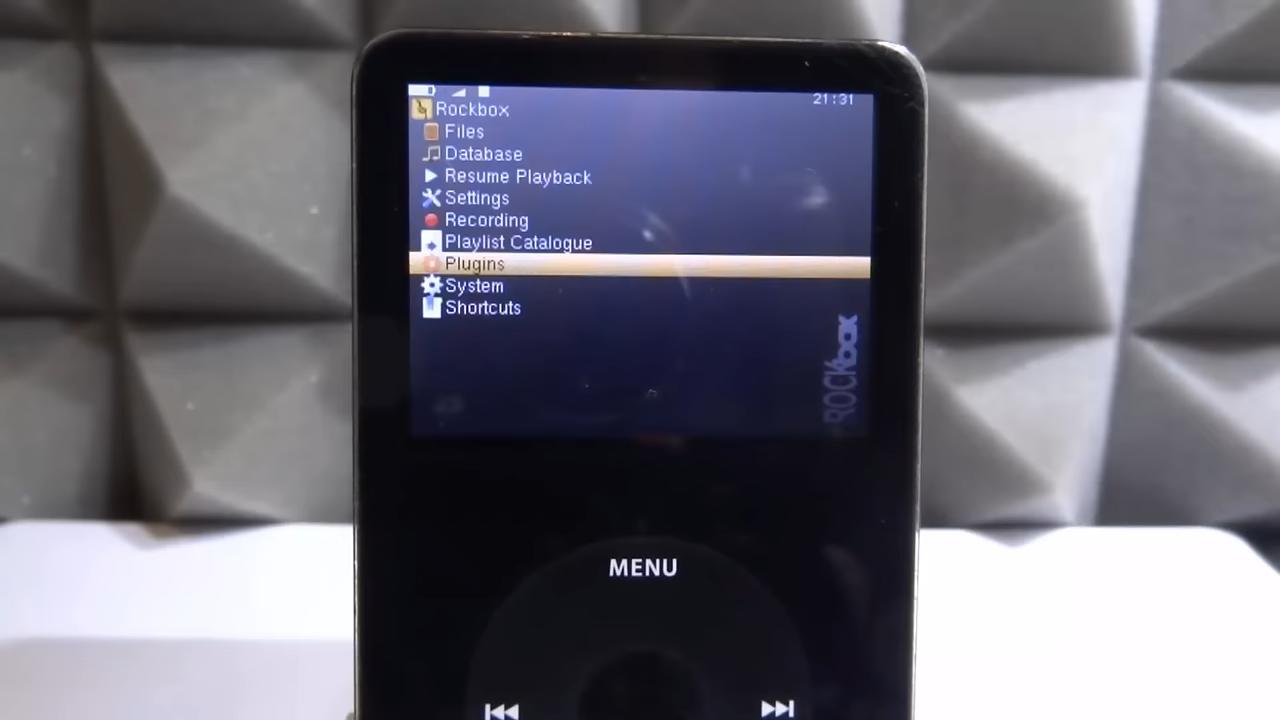 21:31
Rockbox
Files
Database
Resume Playback
Settings
Recording
Playlist Catalogue
Plugins
System
Shortcuts
ROCKbox
MENU